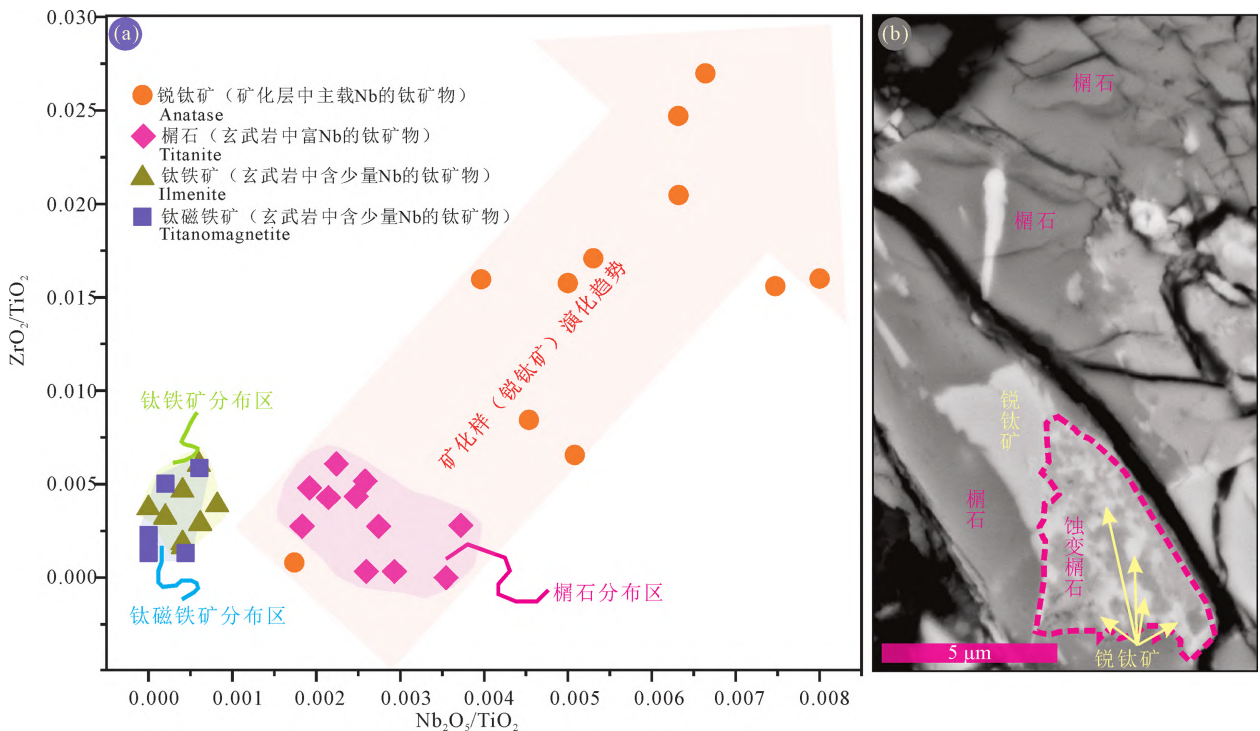 (a)
锐钛矿（矿化层中主载Nb的钛矿物）
Anatase
榍石（玄武岩中富Nb的钛矿物）
Titanite
钛铁矿（玄武岩中含少量Nb的钛矿物）
Ilmenite
钛磁铁矿（玄武岩中含少量Nb的钛矿物）
Titanomagnetite
0.030
0.025
0.020
0.015
0.010
0.005
0.000
ZrO₂/TiO₂
矿化样（锐钛矿）演化趋势
钛铁矿分布区
钛磁铁矿分布区
榍石分布区
0.000 0.001 0.002 0.003 0.004 0.005 0.006 0.007 0.008
Nb₂O₅/TiO₂
(b)
榍石
榍石
锐钛矿
榍石
蚀变榍石
锐钛矿
5 μm